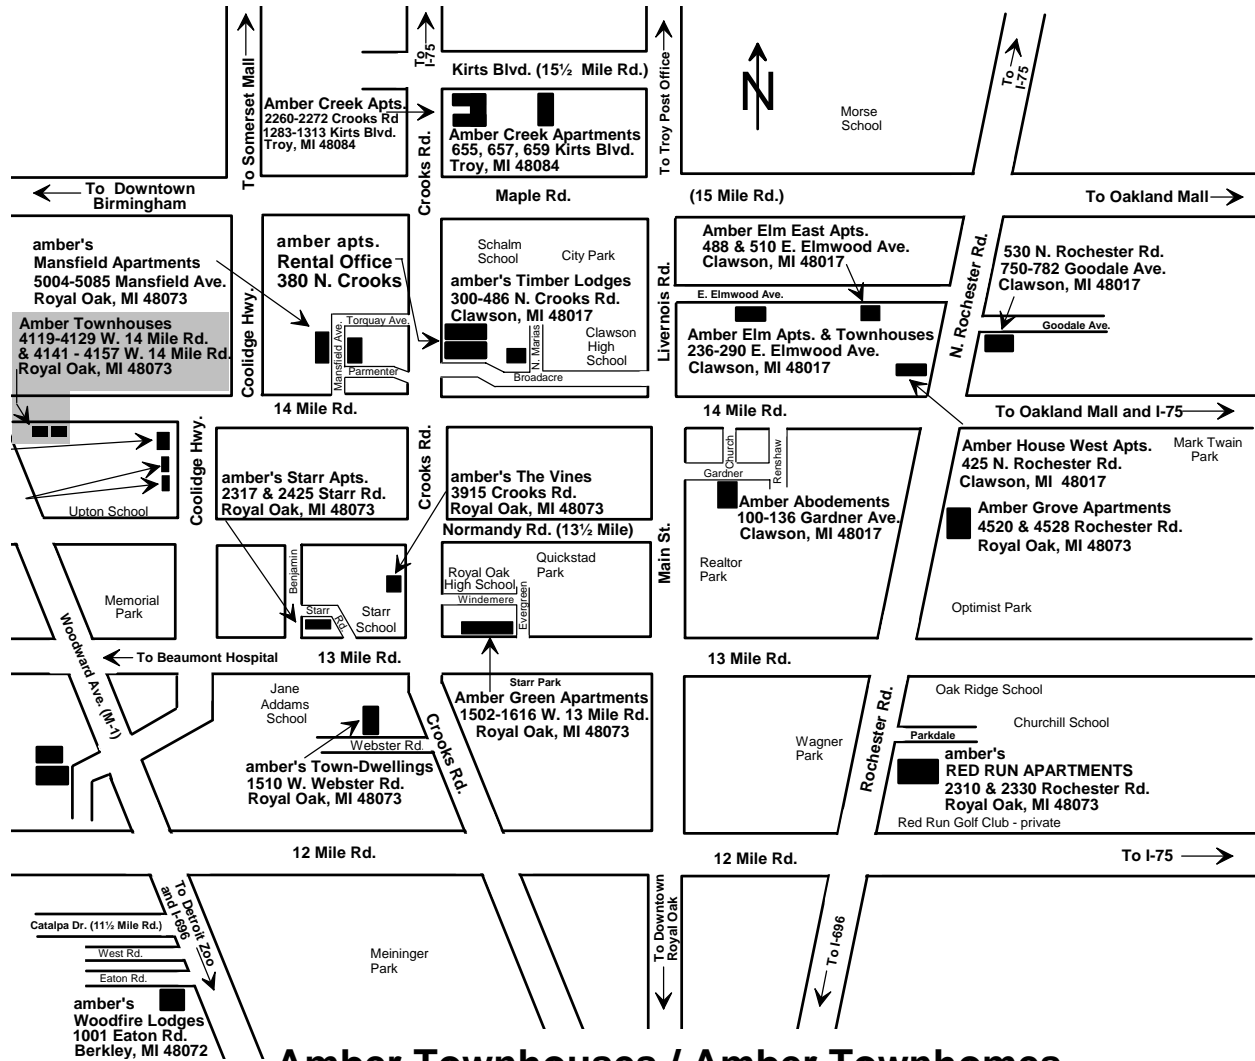 To Somerset Mall
To
I-75
Kirts Blvd. (15½ Mile Rd.)
To Troy Post Office
N
To
I-75
Amber Creek Apts.
2260-2272 Crooks Rd
1283-1313 Kirts Blvd.
Troy, MI 48084
Crooks Rd.
Amber Creek Apartments
655, 657, 659 Kirts Blvd.
Troy, MI 48084
Morse
School
To Downtown
Birmingham
Maple Rd.
(15 Mile Rd.)
To Oakland Mall
amber's
Mansfield Apartments
5004-5085 Mansfield Ave.
Royal Oak, MI 48073
Amber Townhouses
4119-4129 W. 14 Mile Rd.
& 4141 - 4157 W. 14 Mile Rd.
Royal Oak, MI 48073
Coolidge Hwy.
amber apts.
Rental Office
380 N. Crooks
Torquay Ave.
Mansfield Ave.
Parmenter
Schalm
School
City Park
amber's Timber Lodges
300-486 N. Crooks Rd.
Clawson, MI 48017
N. Marias
Clawson
High
School
Broadacre
Livernois Rd.
Amber Elm East Apts.
488 & 510 E. Elmwood Ave.
Clawson, MI 48017
E. Elmwood Ave.
Amber Elm Apts. & Townhouses
236-290 E. Elmwood Ave.
Clawson, MI 48017
N. Rochester Rd.
530 N. Rochester Rd.
750-782 Goodale Ave.
Clawson, MI 48017
Goodale Ave.
14 Mile Rd.
14 Mile Rd.
To Oakland Mall and I-75
Upton School
Coolidge Hwy.
amber's Starr Apts.
2317 & 2425 Starr Rd.
Royal Oak, MI 48073
Crooks Rd.
amber's The Vines
3915 Crooks Rd.
Royal Oak, MI 48073
Normandy Rd. (13½ Mile)
Main St.
Church
Renshaw
Gardner
Amber Abodements
100-136 Gardner Ave.
Clawson, MI 48017
Realtor
Park
Amber House West Apts.
425 N. Rochester Rd.
Clawson, MI 48017
Mark Twain
Park
Amber Grove Apartments
4520 & 4528 Rochester Rd.
Royal Oak, MI 48073
Optimist Park
Memorial
Park
Benjamin
Starr
Rd.
Starr
School
Royal Oak
High School
Windemere
Evergreen
Quickstad
Park
Woodward Ave. (M-1)
To Beaumont Hospital
13 Mile Rd.
13 Mile Rd.
Jane
Addams
School
Webster Rd.
amber's Town-Dwellings
1510 W. Webster Rd.
Royal Oak, MI 48073
Crooks Rd.
Starr Park
Amber Green Apartments
1502-1616 W. 13 Mile Rd.
Royal Oak, MI 48073
Wagner
Park
Rochester Rd.
Oak Ridge School
Churchill School
Parkdale
amber's
RED RUN APARTMENTS
2310 & 2330 Rochester Rd.
Royal Oak, MI 48073
Red Run Golf Club - private
12 Mile Rd.
12 Mile Rd.
To I-75
To Detroit Zoo
and I-696
Catalpa Dr. (11½ Mile Rd.)
West Rd.
Eaton Rd.
amber's
Woodfire Lodges
1001 Eaton Rd.
Berkley, MI 48072
Meininger
Park
To Downtown
Royal Oak
To I-696
Amber Townhouses / Amber Townhomes